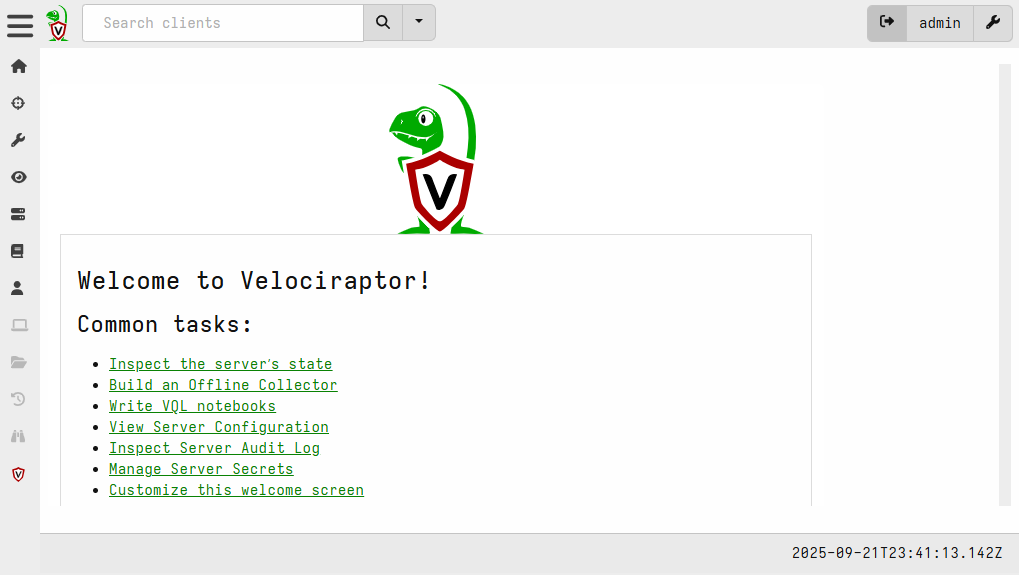 Search clients
admin
V
V
Welcome to Velociraptor!
Common tasks:
Inspect the server's state
Build an Offline Collector
Write VQL notebooks
View Server Configuration
Inspect Server Audit Log
Manage Server Secrets
Customize this welcome screen
V
2025-09-21T23:41:13.142Z